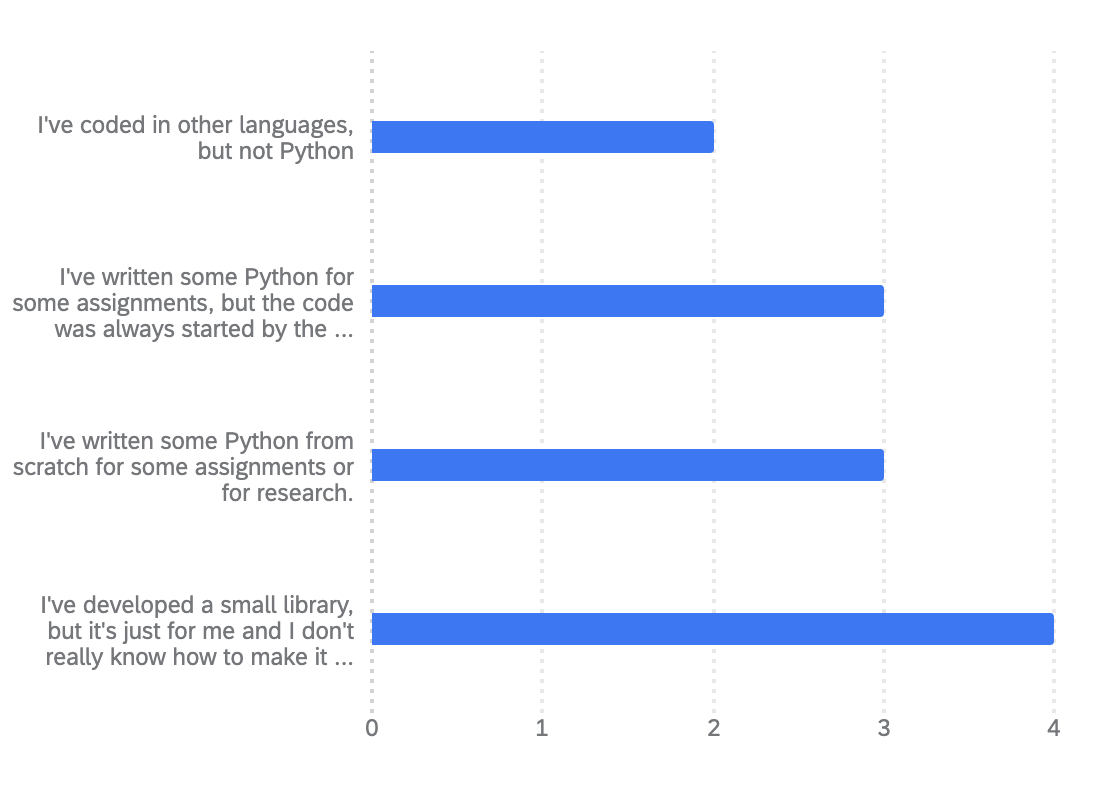 I've coded in other languages,
but not Python
I've written some Python for
some assignments, but the code
was always started by the ...
I've written some Python from
scratch for some assignments or
for research.
I've developed a small library,
but it's just for me and I don't
really know how to make it ...
0 1 2 3 4